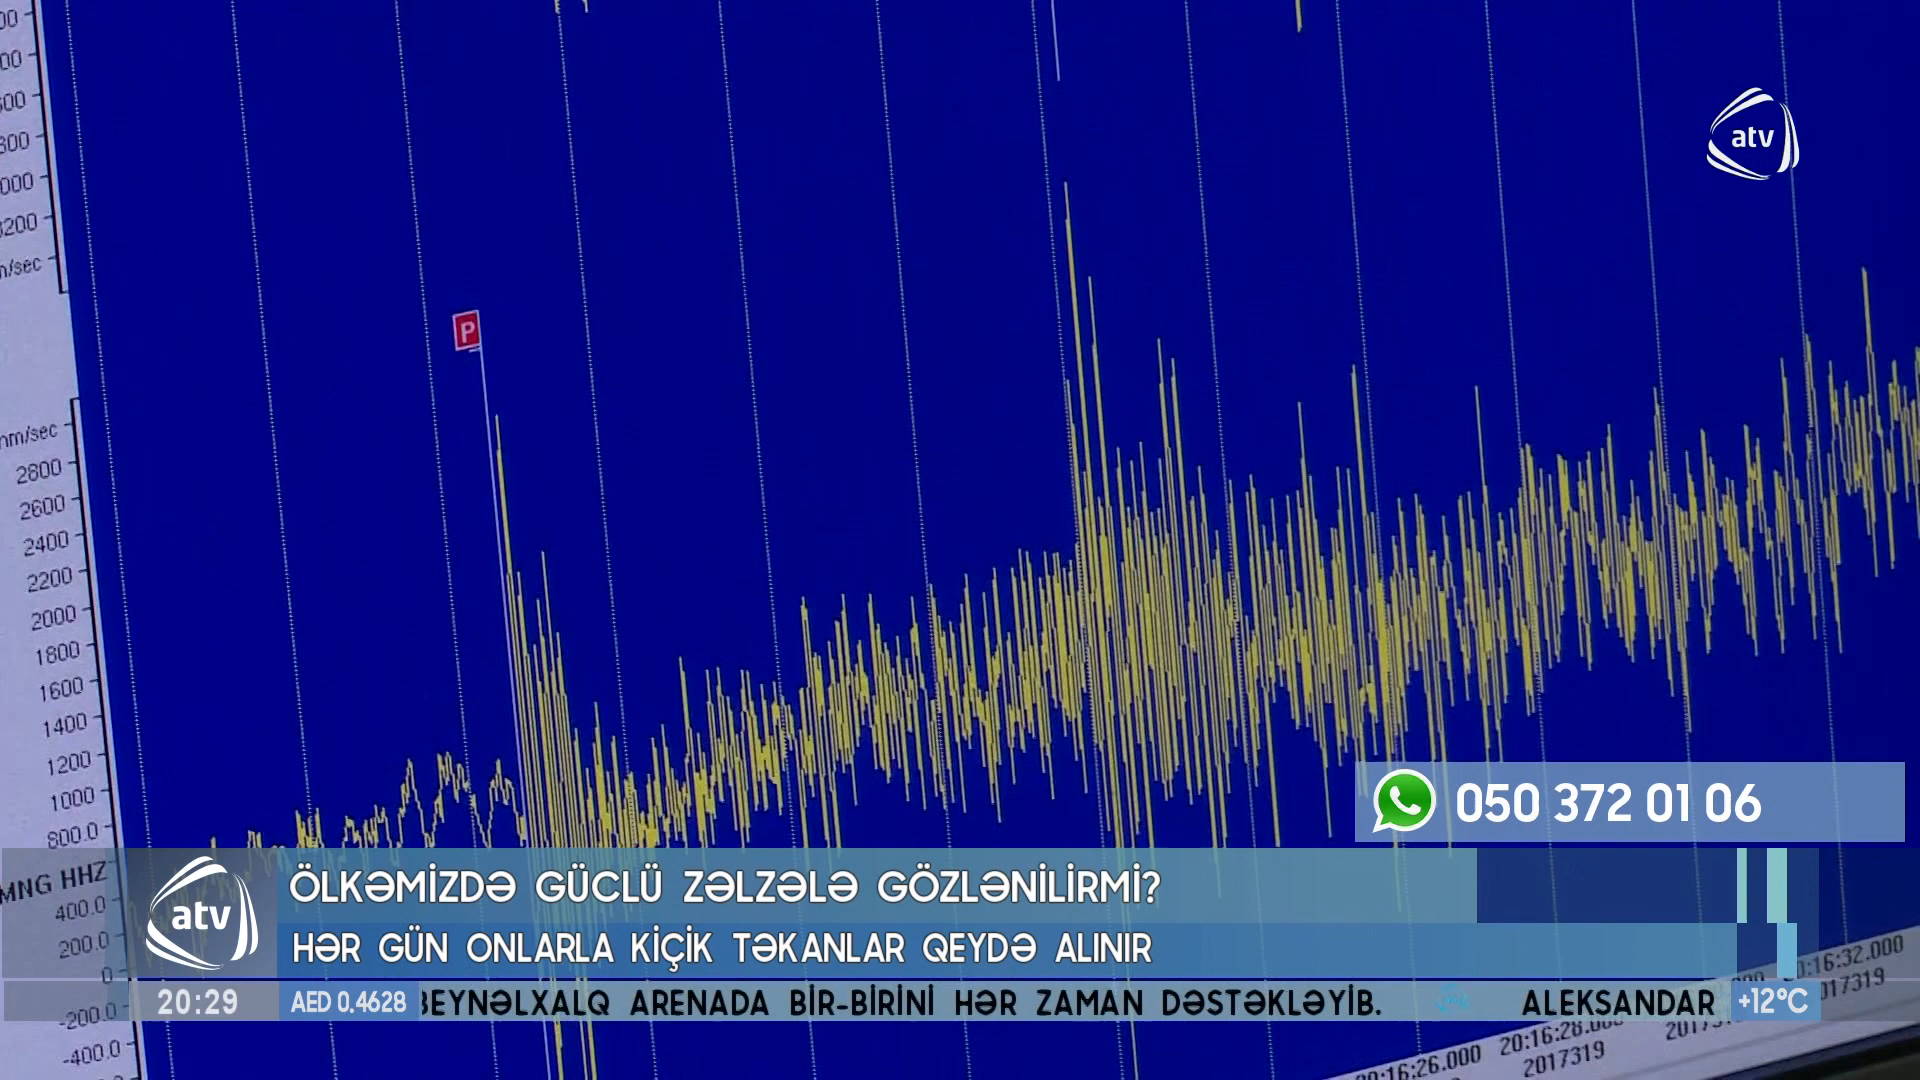 atv
P
nm/sec
2800
2600
2400
2200
2000
1800
1600
1400
1200
1000
800.0
MNG HHZ
400.0
200.0
0
-200.0
-400.0
050 372 01 06
atv
ÖLKƏMİZDƏ GÜCLÜ ZƏLZƏLƏ GÖZLƏNİLİRMİ?
HƏR GÜN ONLARLA KİÇİK TƏKANLAR QEYDƏ ALINIR
20:29
AED 0.4628
BEYNƏLXALQ ARENADA BİR-BİRİNİ HƏR ZAMAN DƏSTƏKLƏYİB. ALEKSANDAR
+12°C
20:16:28.000
2017319